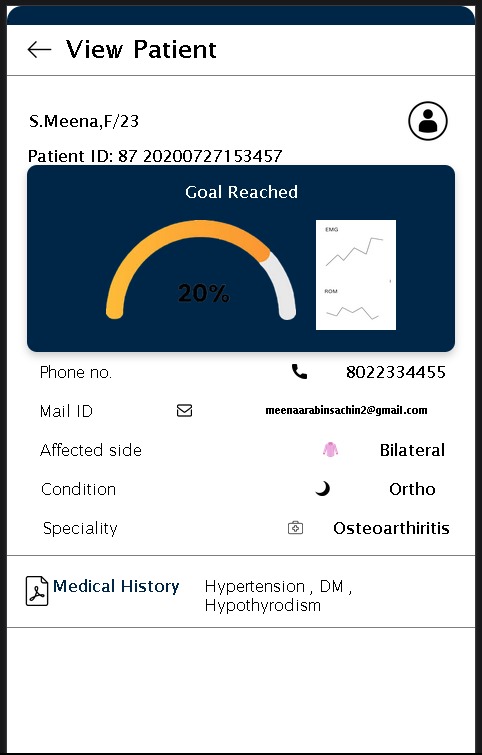 View Patient
S.Meena,F/23
Patient ID: 87 20200727153457
Goal Reached
EMG
20%
ROM
Phone no. 8022334455
Mail ID meenaarabinsachin2@gmail.com
Affected side Bilateral
Condition Ortho
Speciality Osteoarthiritis
Medical History Hypertension , DM ,
Hypothyrodism